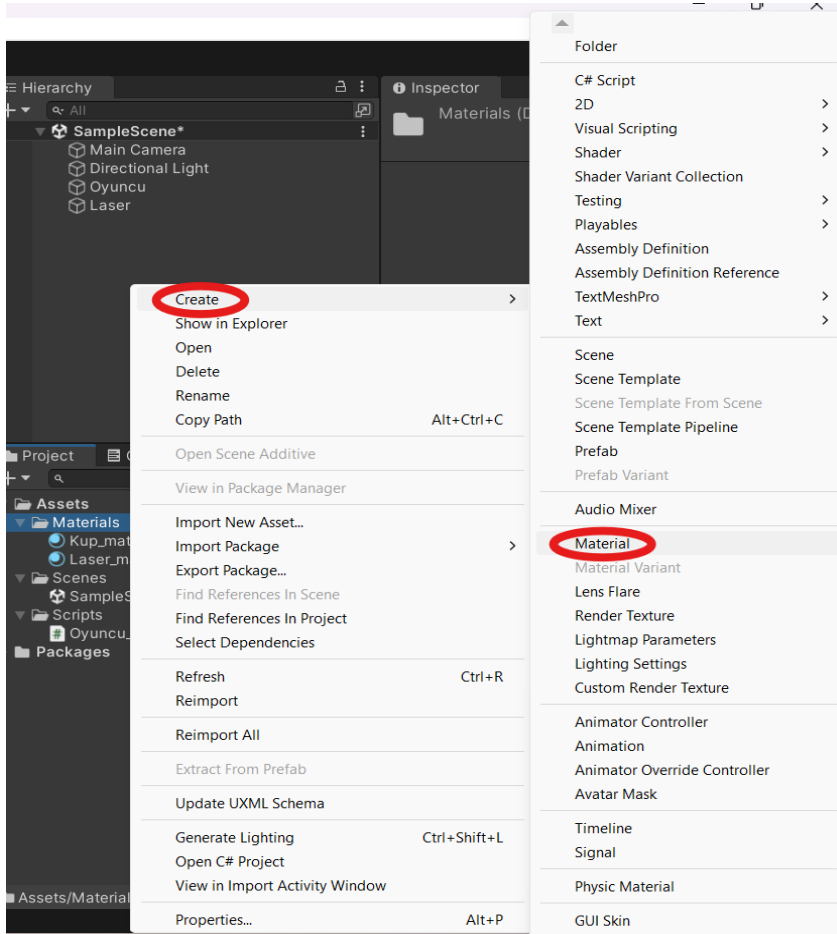 Hierarchy
All
SampleScene*
Main Camera
Directional Light
Oyuncu
Laser
Inspector
Materials (D
Project
Assets
Materials
Kup_mat
Laser_m
Scenes
SampleS
Scripts
Oyuncu_
Packages
Assets/Material
Create
Show in Explorer
Open
Delete
Rename
Copy Path Alt+Ctrl+C
Open Scene Additive
View in Package Manager
Import New Asset...
Import Package
Export Package...
Find References In Scene
Find References In Project
Select Dependencies
Refresh Ctrl+R
Reimport
Reimport All
Extract From Prefab
Update UXML Schema
Generate Lighting Ctrl+Shift+L
Open C# Project
View in Import Activity Window
Properties... Alt+P
Folder
C# Script
2D
Visual Scripting
Shader
Shader Variant Collection
Testing
Playables
Assembly Definition
Assembly Definition Reference
TextMeshPro
Text
Scene
Scene Template
Scene Template From Scene
Scene Template Pipeline
Prefab
Prefab Variant
Audio Mixer
Material
Material Variant
Lens Flare
Render Texture
Lightmap Parameters
Lighting Settings
Custom Render Texture
Animator Controller
Animation
Animator Override Controller
Avatar Mask
Timeline
Signal
Physic Material
GUI Skin